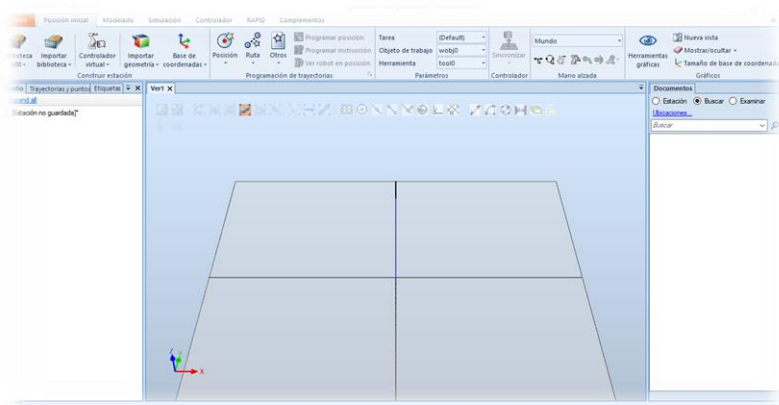 Posición inicial Modelado Simulación Controlador RAPID Complementos
Importar biblioteca
Controlador virtual
Importar geometría
Base de coordenadas
Construir estación
Posición Ruta Otros
Programar posición
Programar instrucción
Ver robot en posición
Programación de trayectorias
Tarea (Default)
Objeto de trabajo wobj0
Herramienta tool0
Parámetros
Sincronizar
Controlador
Mundo
Mano alzada
Herramientas gráficas
Nueva vista
Mostrar/ocultar
Tamaño de base de coordenada
Gráficos
Trayectorias y puntos Etiquetas
[Estación no guardada]*
Ver1 X
Documentos
Estación Buscar Examinar
Ubicaciones...
Buscar
X